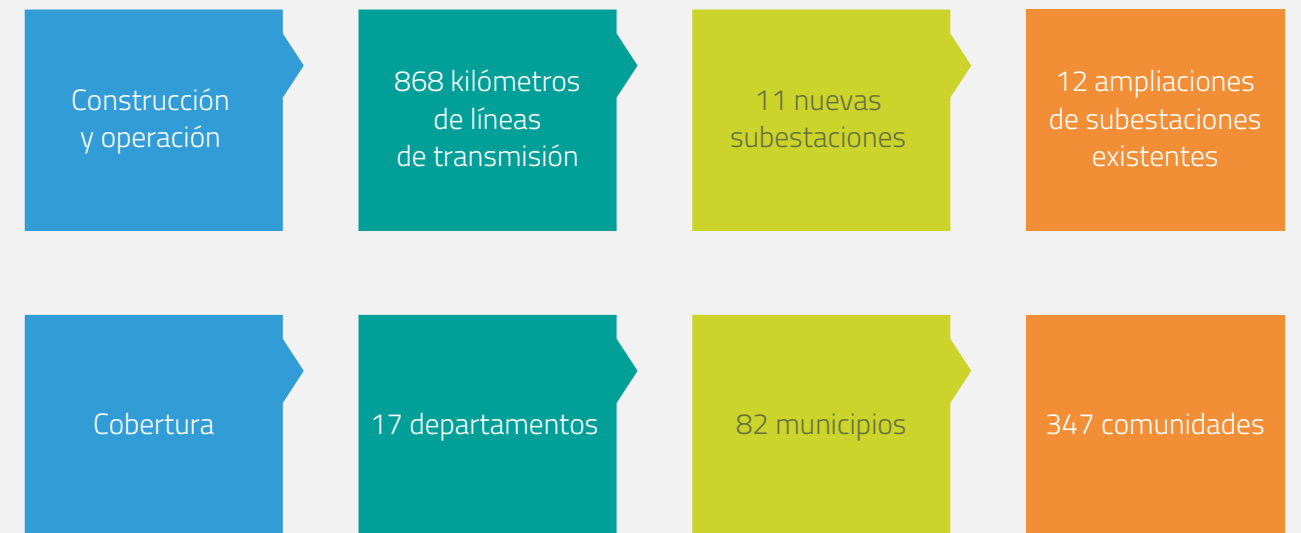 Construcción
y operación
868 kilómetros
de líneas
de transmisión
11 nuevas
subestaciones
12 ampliaciones
de subestaciones
existentes
Cobertura
17 departamentos
82 municipios
347 comunidades